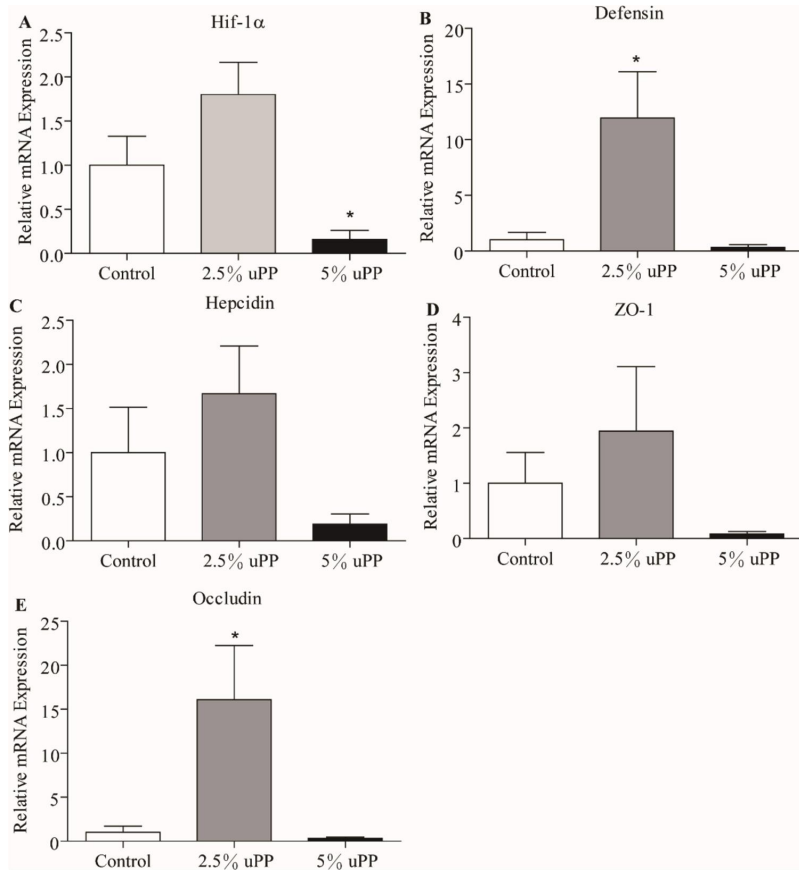 A
Hif-1α
Relative mRNA Expression
2.5
2.0
1.5
1.0
0.5
0.0
*
Control 2.5% uPP 5% uPP
B
Defensin
Relative mRNA Expression
20
15
10
5
0
*
Control 2.5% uPP 5% uPP
C
Hepcidin
Relative mRNA Expression
2.5
2.0
1.5
1.0
0.5
0.0
Control 2.5% uPP 5% uPP
D
ZO-1
Relative mRNA Expression
4
3
2
1
0
Control 2.5% uPP 5% uPP
E
Occludin
Relative mRNA Expression
25
20
15
10
5
0
*
Control 2.5% uPP 5% uPP